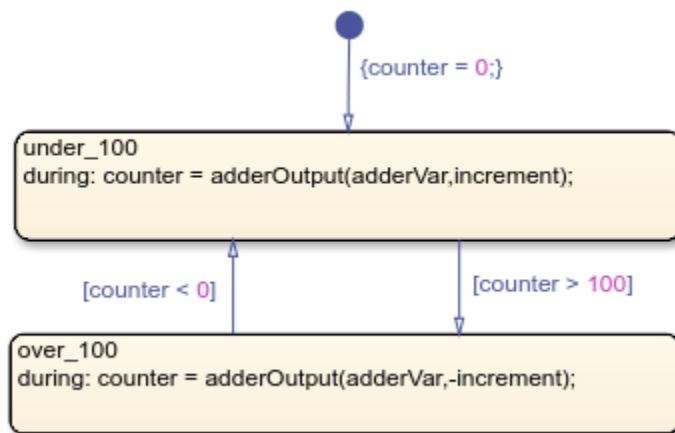 {counter = 0;}
under_100
during: counter = adderOutput(adderVar,increment);
[counter < 0]
[counter > 100]
over_100
during: counter = adderOutput(adderVar,-increment);